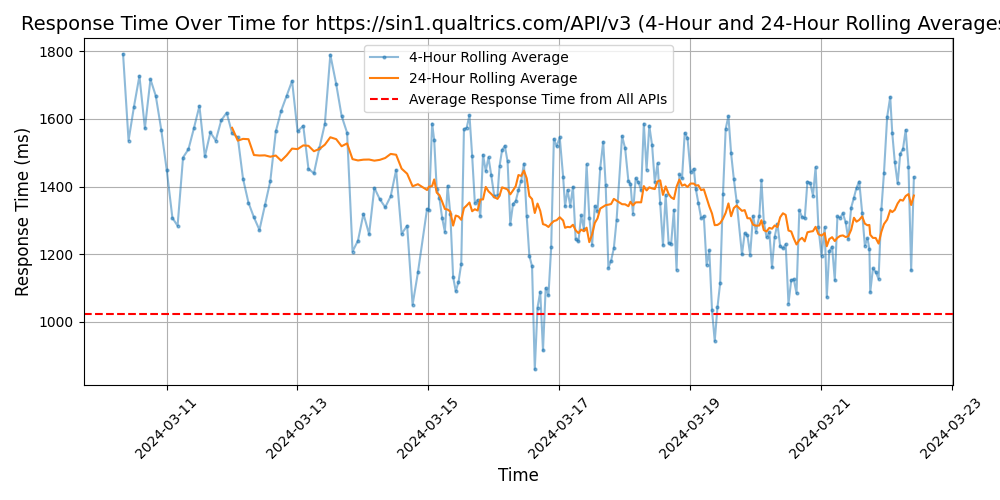 Response Time Over Time for https://sin1.qualtrics.com/API/v3 (4-Hour and 24-Hour Rolling Averages
4-Hour Rolling Average
24-Hour Rolling Average
Average Response Time from All APIs
Response Time (ms)
1800
1600
1400
1200
1000
2024-03-11
2024-03-13
2024-03-15
2024-03-17
2024-03-19
2024-03-21
2024-03-23
Time